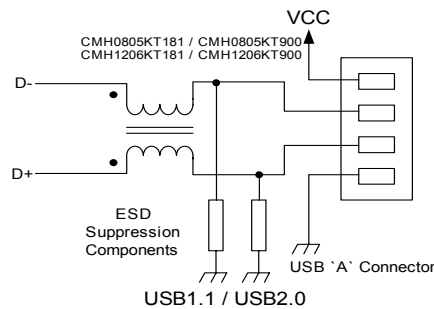 VCC
CMH0805KT181 / CMH0805KT900
CMH1206KT181 / CMH1206KT900
D-
D+
ESD
Suppression
Components
USB `A` Connector
USB1.1 / USB2.0